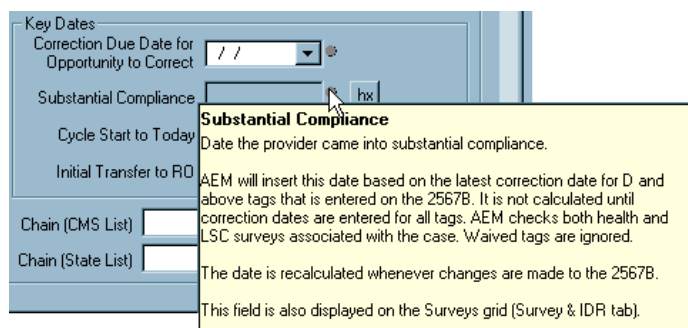 Key Dates
Correction Due Date for
Opportunity to Correct
/ /
Substantial Compliance
hx
Cycle Start to Today
Initial Transfer to RO
Chain (CMS List)
Chain (State List)
Substantial Compliance
Date the provider came into substantial compliance.
AEM will insert this date based on the latest correction date for D and
above tags that is entered on the 2567B. It is not calculated until
correction dates are entered for all tags. AEM checks both health and
LSC surveys associated with the case. Waived tags are ignored.
The date is recalculated whenever changes are made to the 2567B.
This field is also displayed on the Surveys grid (Survey & IDR tab).